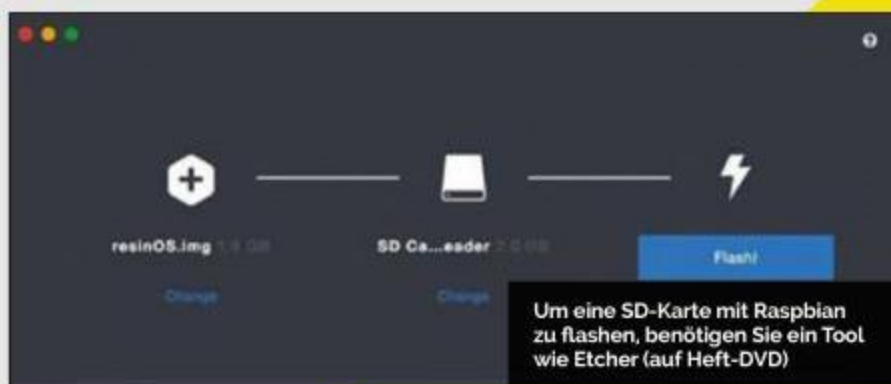 resinOS.img
SD Ca...eader
Flash!
Change
Change
Um eine SD-Karte mit Raspbian
zu flashen, benötigen Sie ein Tool
wie Etcher (auf Heft-DVD)